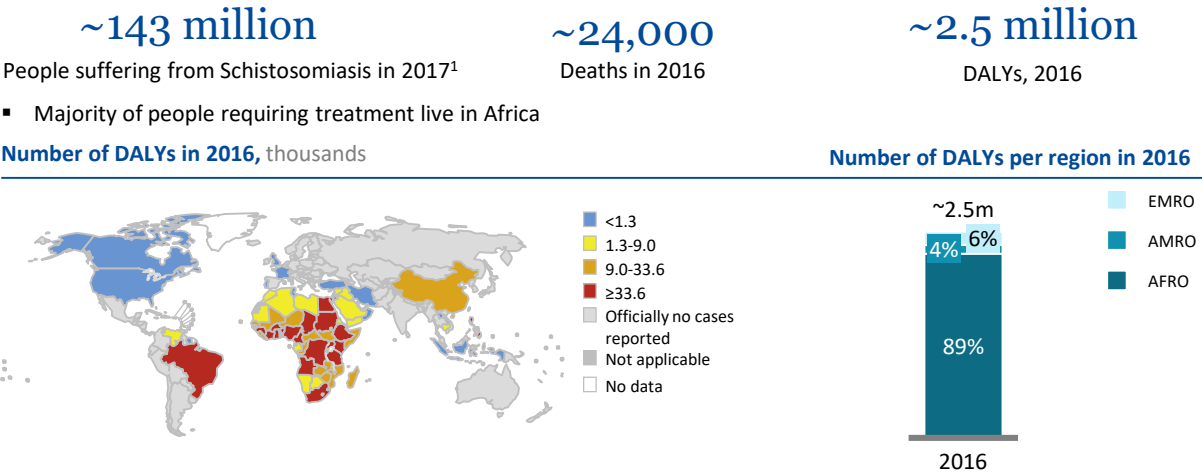 ~143 million
People suffering from Schistosomiasis in 2017¹
~24,000
Deaths in 2016
~2.5 million
DALYs, 2016
▪ Majority of people requiring treatment live in Africa
Number of DALYs in 2016, thousands
<1.3
1.3-9.0
9.0-33.6
≥33.6
Officially no cases
reported
Not applicable
No data
Number of DALYs per region in 2016
~2.5m
4%
6%
89%
2016
EMRO
AMRO
AFRO